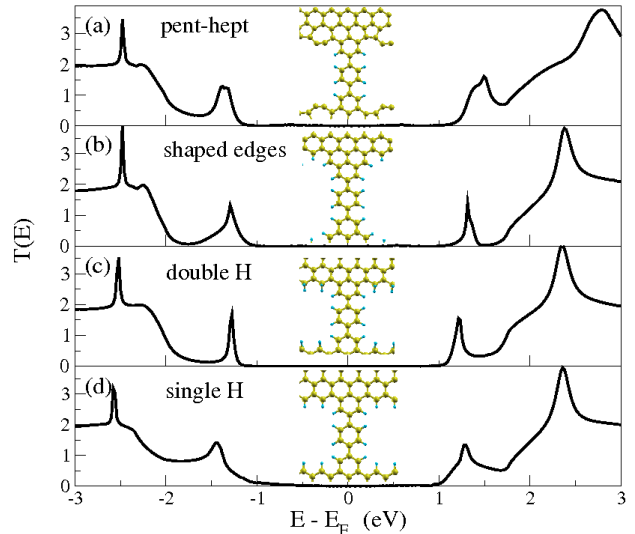 (a) pent-hept
3
2
1
0
(b) shaped edges
3
2
1
0
(c) double H
3
2
1
0
(d) single H
3
2
1
0
T(E)
-3 -2 -1 0 1 2 3
E - E_F (eV)